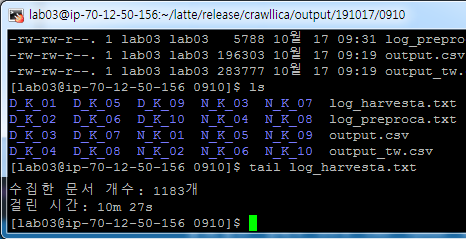 lab03@ip-70-12-50-156:~/latte/release/crawllica/output/191017/0910
-rw-rw-r--. 1 lab03 lab03   5788 10월 17 09:31 log_preproc
-rw-rw-r--. 1 lab03 lab03 196303 10월 17 09:19 output.csv
-rw-rw-r--. 1 lab03 lab03 283777 10월 17 09:19 output_tw.
[lab03@ip-70-12-50-156 0910]$ ls
D_K_01 D_K_05 D_K_09 N_K_03 N_K_07 log_harvesta.txt
D_K_02 D_K_06 D_K_10 N_K_04 log_preproca.txt
D_K_03 D_K_07 N_K_01 N_K_05 N_K_09 output.csv
D_K_04 D_K_08 N_K_02 N_K_06 N_K_10 output_tw.csv
[lab03@ip-70-12-50-156 0910]$ tail log_harvesta.txt
수집한 문서 개수: 1183개
걸린 시간: 10m 27s
[lab03@ip-70-12-50-156 0910]$